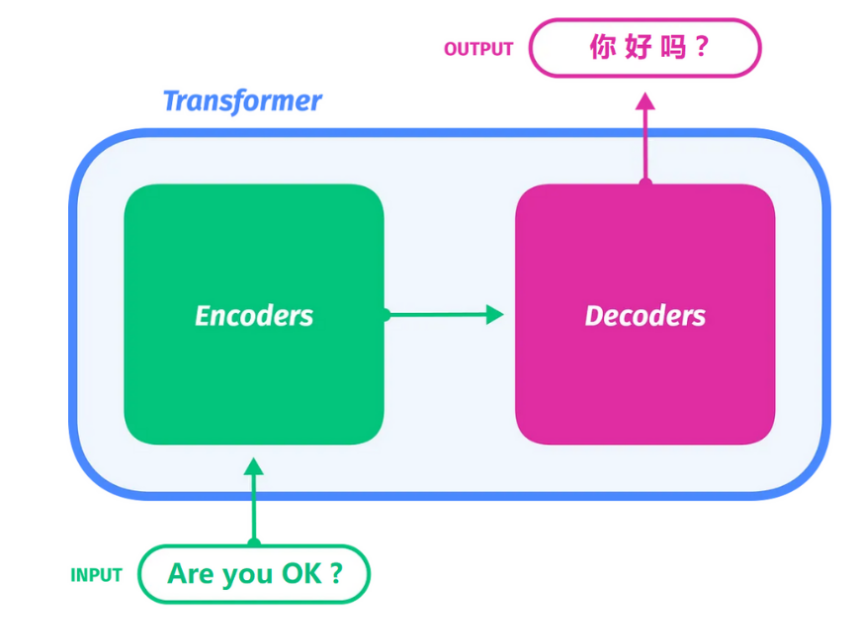 OUTPUT
你 好 吗 ?
Transformer
Encoders
Decoders
INPUT
Are you OK ?